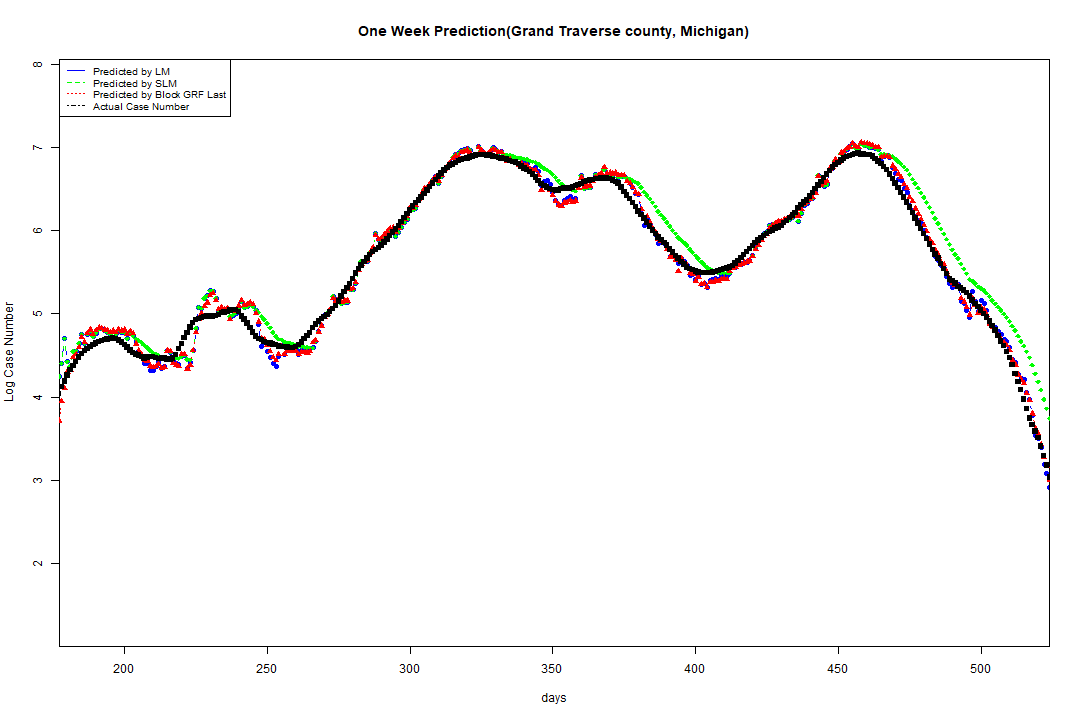 One Week Prediction(Grand Traverse county, Michigan)
Predicted by LM
Predicted by SLM
Predicted by Block GRF Last
Actual Case Number
8
7
6
5
4
3
2
Log Case Number
200 250 300 350 400 450 500
days